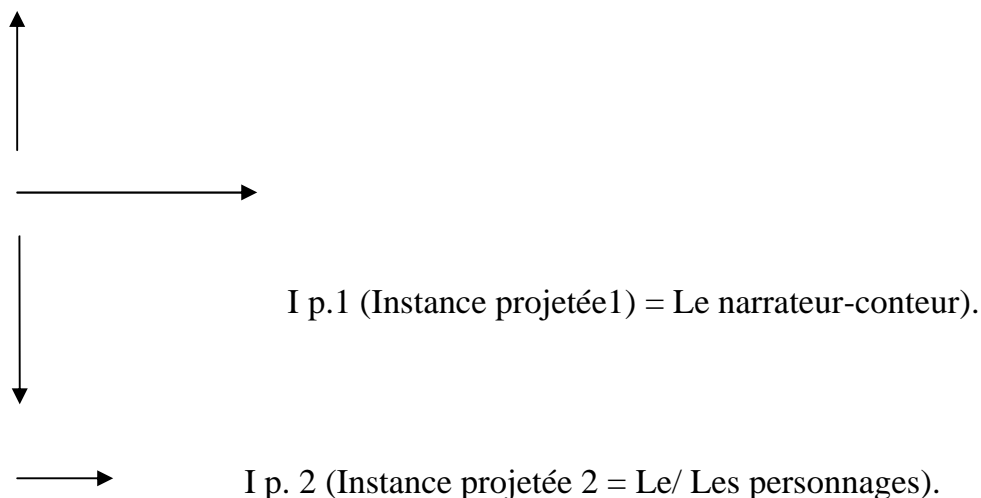 I p.1 (Instance projetée1) = Le narrateur-conteur).
I p. 2 (Instance projetée 2 = Le/ Les personnages).